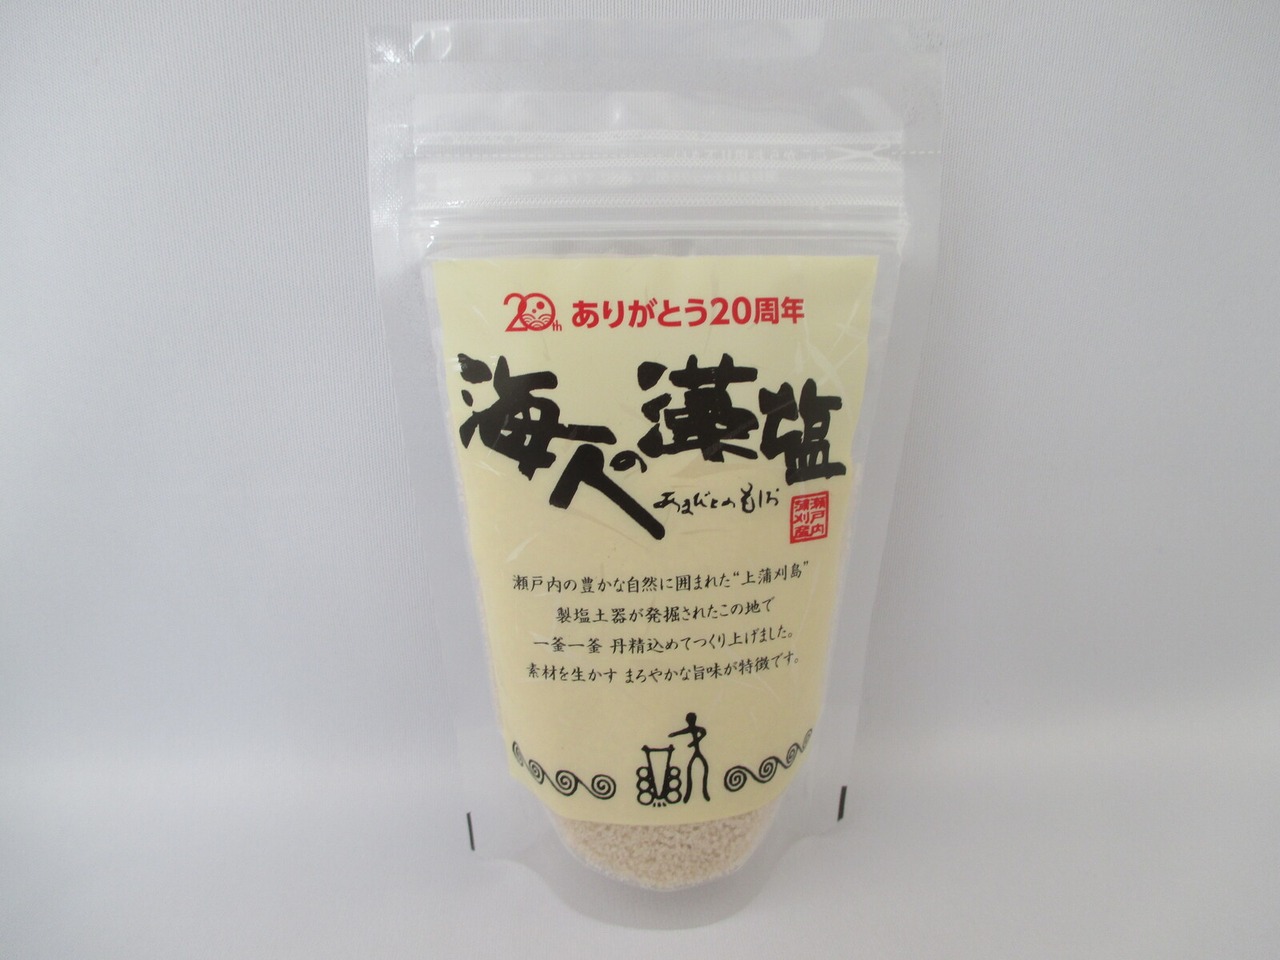 20th ありがとう20周年
海人の藻塩
あまびとのもしお
瀬戸内
蒲刈産
瀬戸内の豊かな自然に囲まれた“上蒲刈島”
製塩土器が発掘されたこの地で
一釜一釜 丹精込めてつくり上げました。
素材を生かす まろやかな旨味が特徴です。